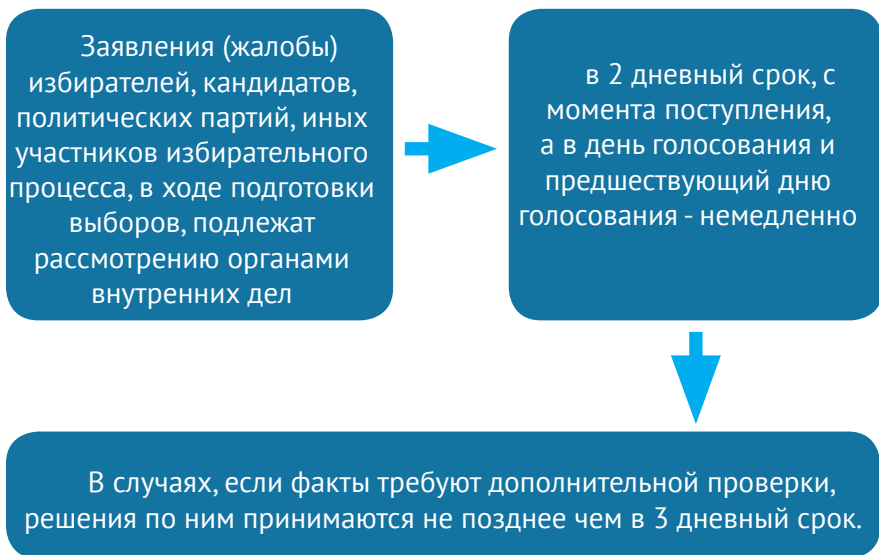 Заявления (жалобы)
избирателей, кандидатов,
политических партий, иных
участников избирательного
процесса, в ходе подготовки
выборов, подлежат
рассмотрению органами
внутренних дел
в 2 дневный срок, с
момента поступления,
а в день голосования и
предшествующий дню
голосования - немедленно
В случаях, если факты требуют дополнительной проверки,
решения по ним принимаются не позднее чем в 3 дневный срок.